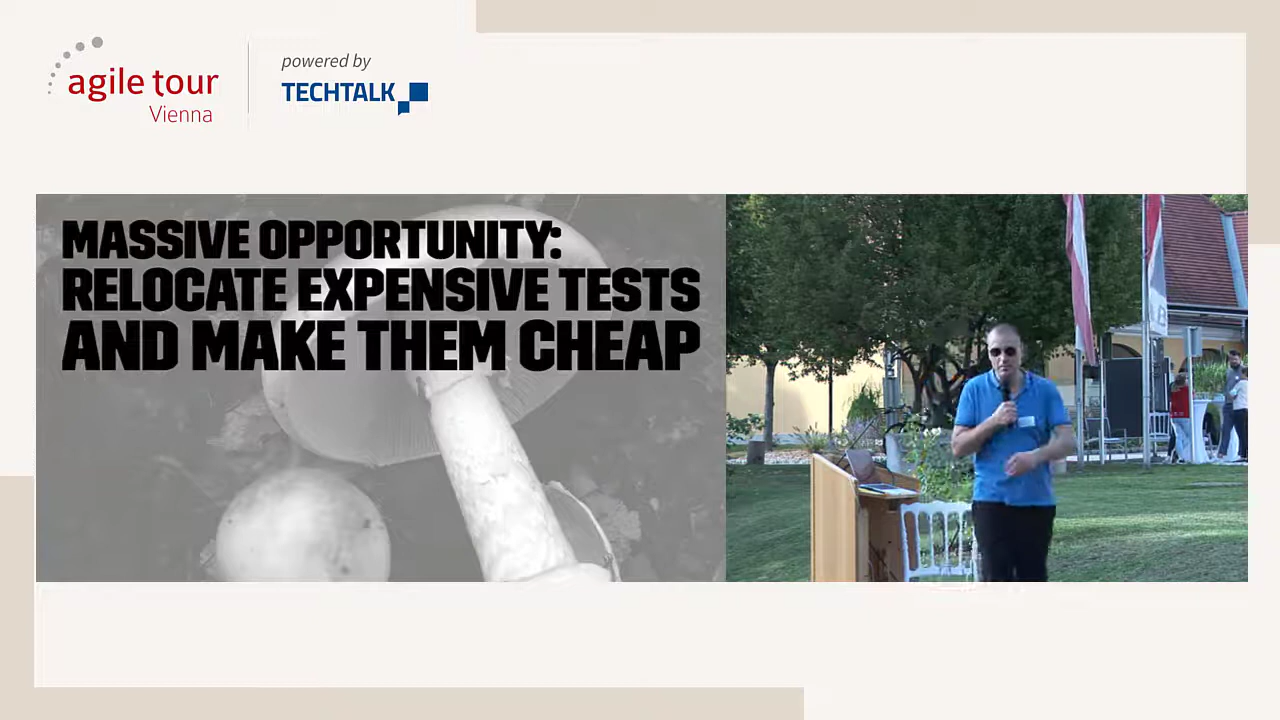 agile tour
Vienna
powered by
TECHTALK
MASSIVE OPPORTUNITY:
RELOCATE EXPENSIVE TESTS
AND MAKE THEM CHEAP